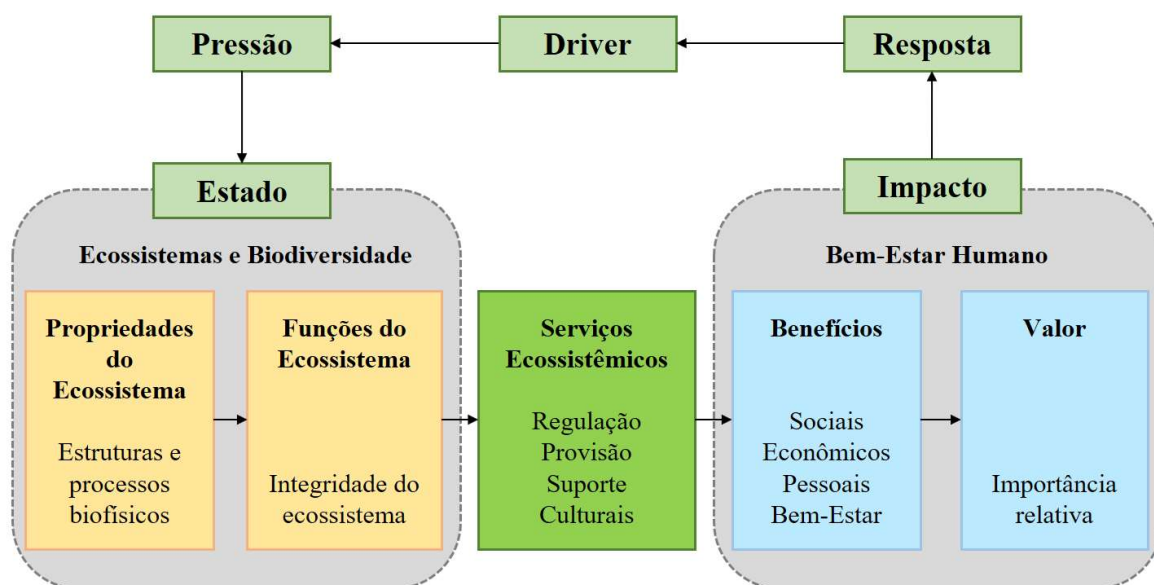 Pressão
Driver
Resposta
Estado
Impacto
Ecossistemas e Biodiversidade
Bem-Estar Humano
Propriedades
do
Ecossistema
Estruturas e
processos
biofísicos
Funções do
Ecossistema
Integridade do
ecossistema
Serviços
Ecossistêmicos
Regulação
Provisão
Suporte
Culturais
Benefícios
Sociais
Econômicos
Pessoais
Bem-Estar
Valor
Importância
relativa